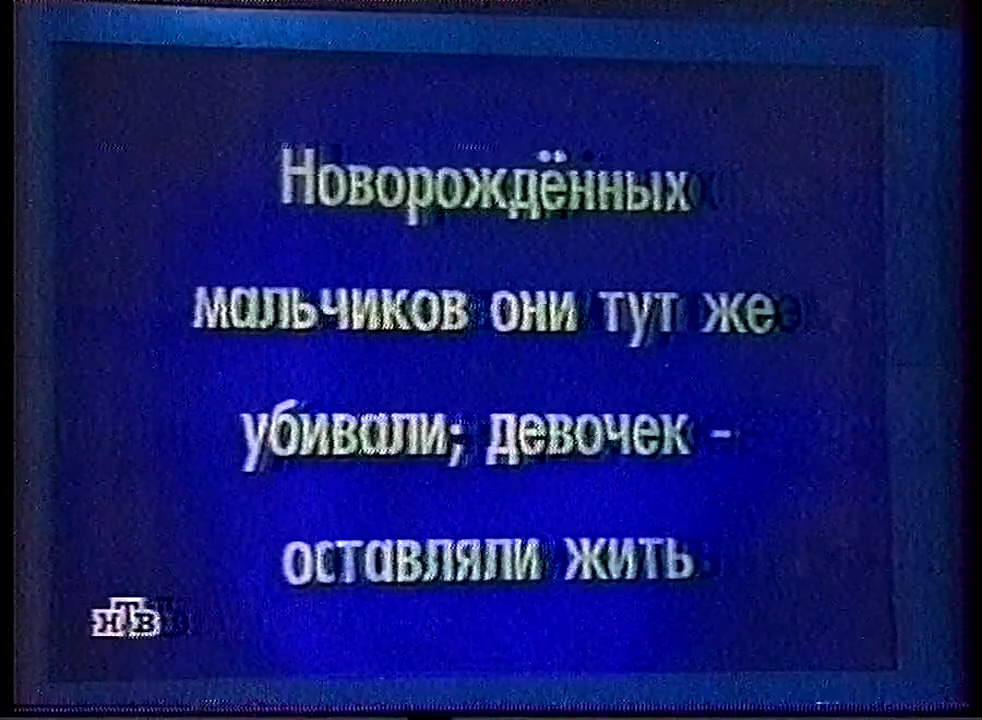 Новорождённых
мальчиков они тут же
убивали; девочек -
оставляли жить
НТВ